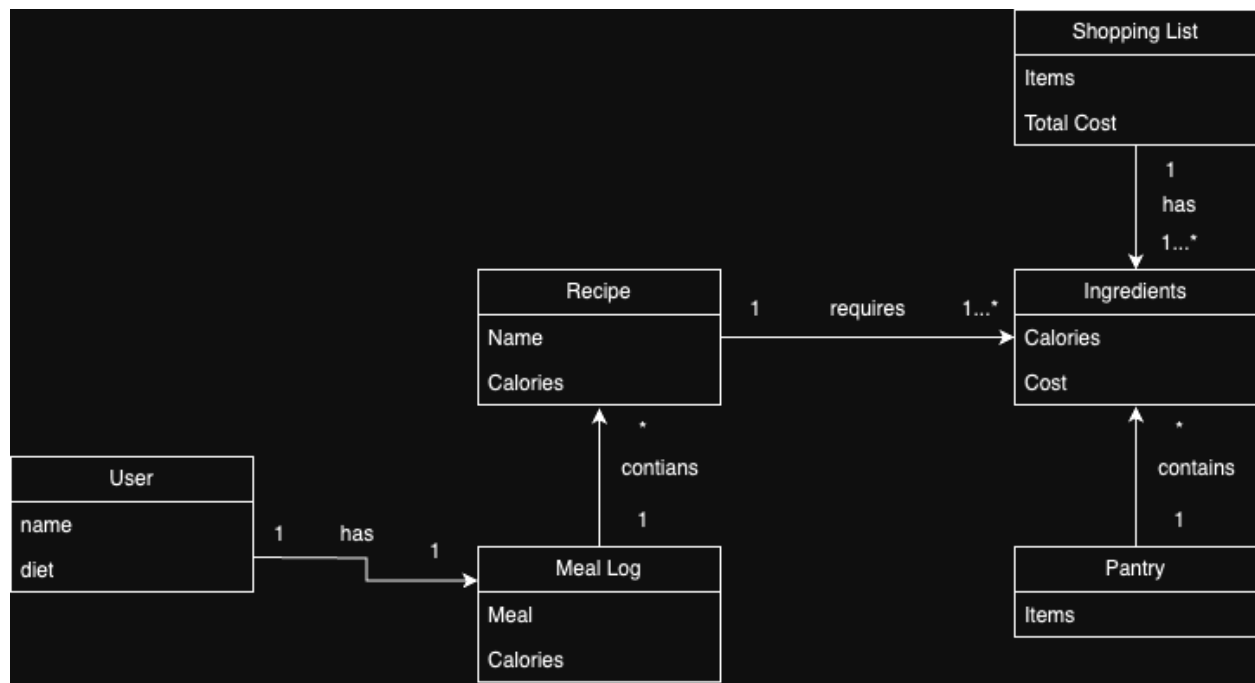 Shopping List
Items
Total Cost
1
has
1...*
Recipe
Name
Calories
1 requires 1...*
Ingredients
Calories
Cost
*
contians
1
*
contains
1
User
name
diet
1 has 1
Meal Log
Meal
Calories
Pantry
Items